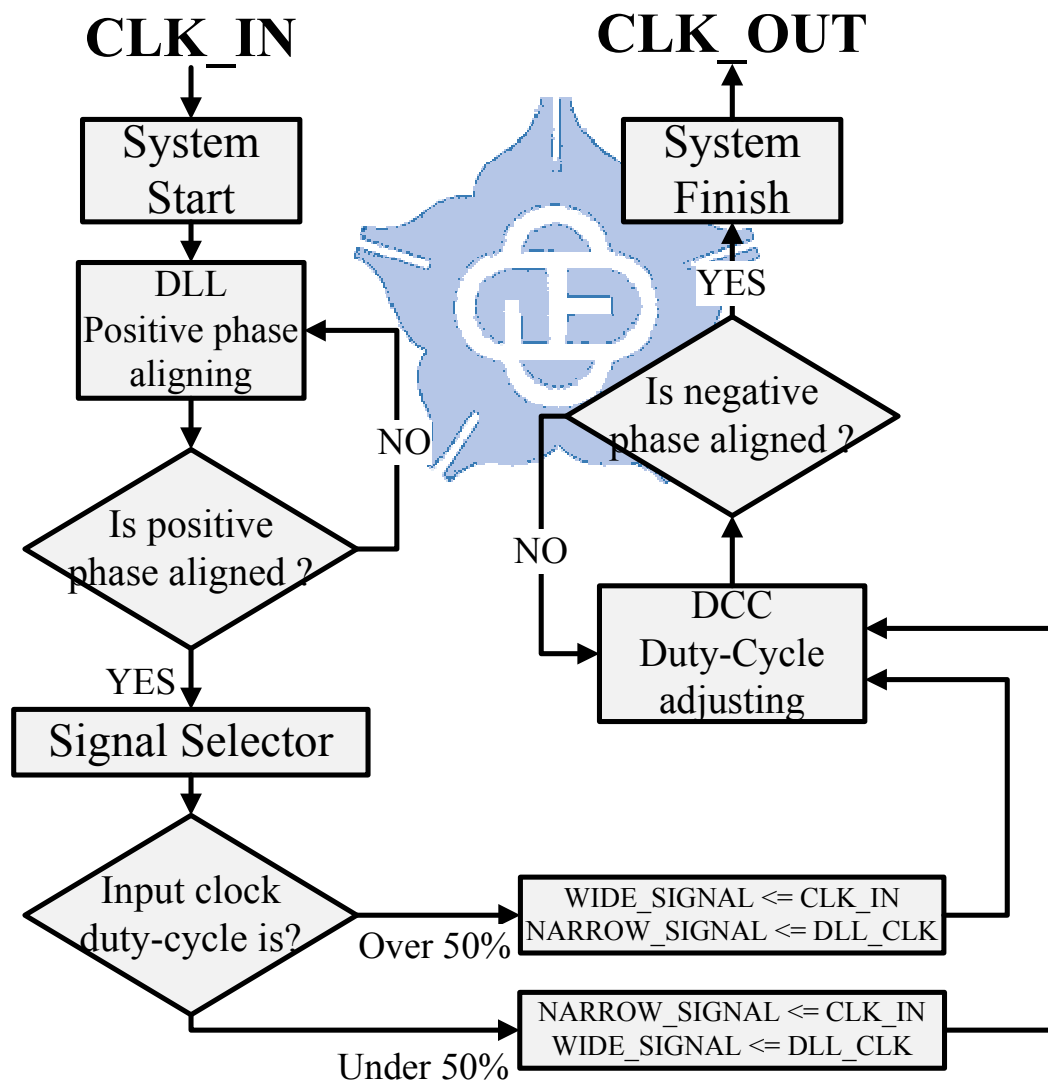 CLK_IN
System
Start
DLL
Positive phase
aligning
NO
Is positive
phase aligned ?
YES
Signal Selector
Input clock
duty-cycle is?
Over 50%
WIDE_SIGNAL <= CLK_IN
NARROW_SIGNAL <= DLL_CLK
Under 50%
NARROW_SIGNAL <= CLK_IN
WIDE_SIGNAL <= DLL_CLK
DCC
Duty-Cycle
adjusting
NO
Is negative
phase aligned ?
YES
System
Finish
CLK_OUT